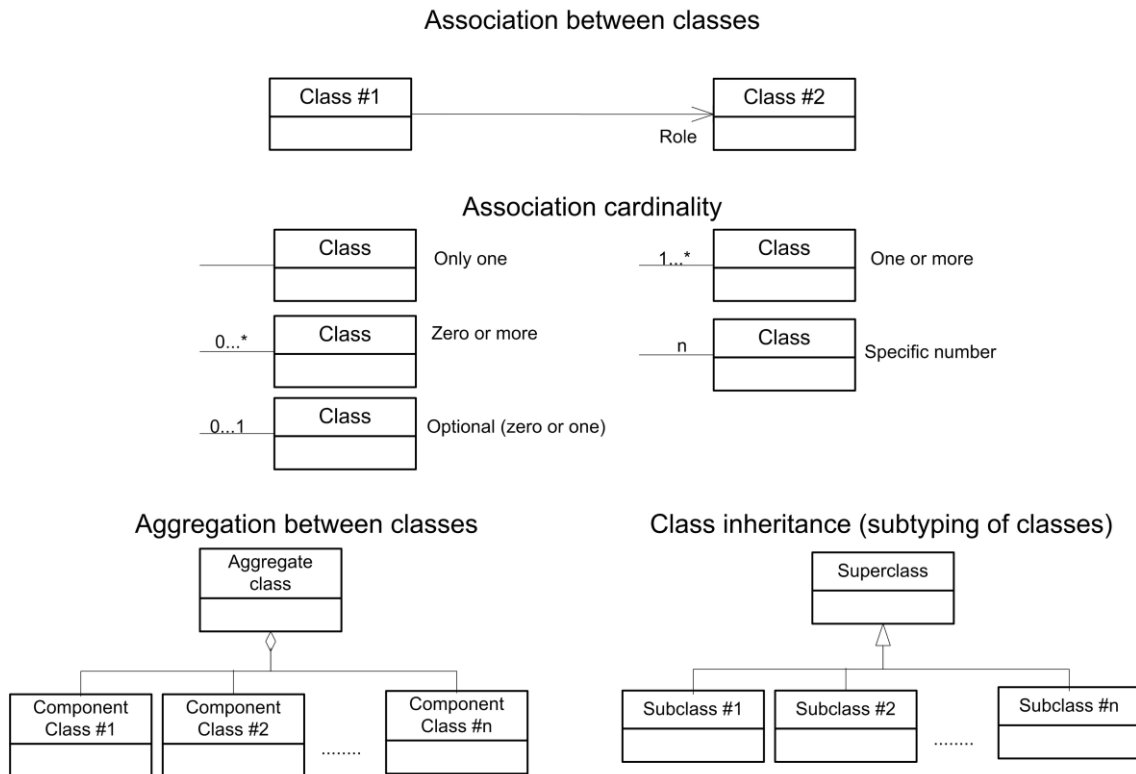 Association between classes
Class #1
Class #2
Role
Association cardinality
Class
Only one
1...*
Class
One or more
0...*
Class
Zero or more
n
Class
Specific number
0...1
Class
Optional (zero or one)
Aggregation between classes
Aggregate
class
Component
Class #1
Component
Class #2
........
Component
Class #n
Class inheritance (subtyping of classes)
Superclass
Subclass #1
Subclass #2
........
Subclass #n